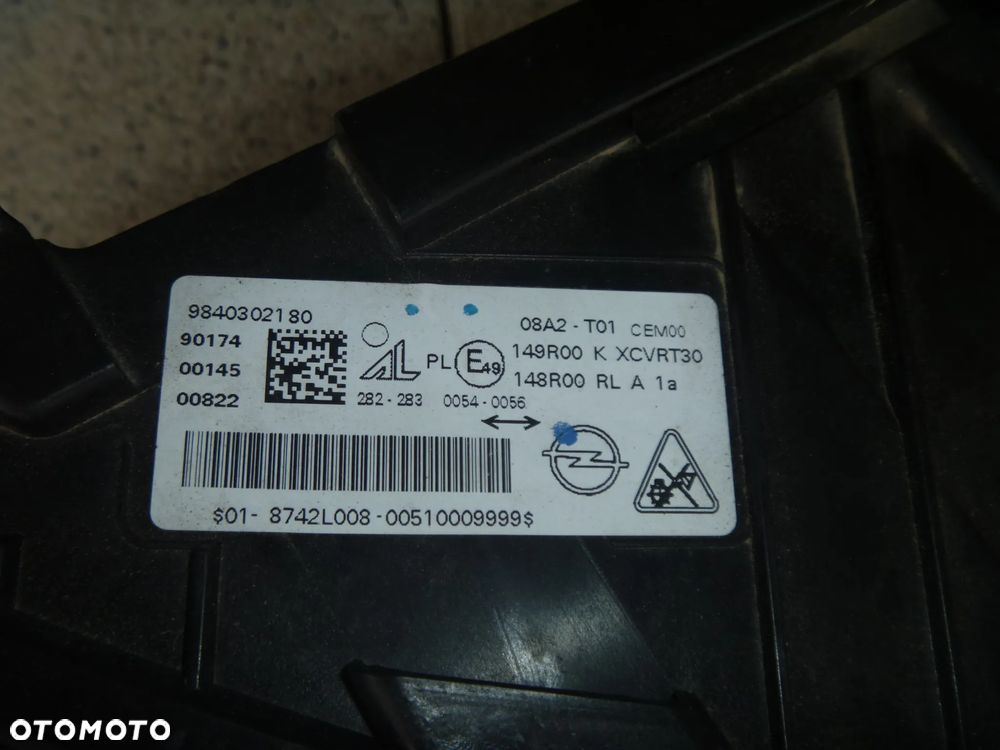 9840302180
90174
00145
00822
AL PL E49
282-283 0054-0056
08A2-T01 CEM00
149R00 K XCVRT30
148R00 RL A 1a
$01-8742L008-00510009999$
OTOMOTO